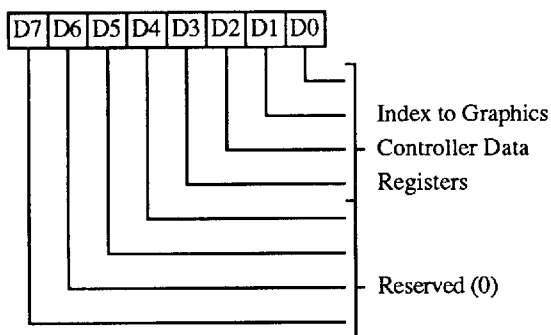 D7 D6 D5 D4 D3 D2 D1 D0
Index to Graphics
Controller Data
Registers
Reserved (0)